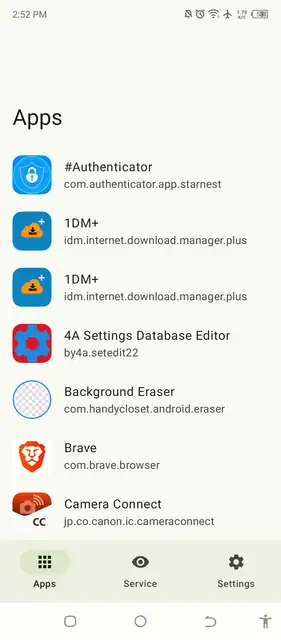 2:52 PM
Apps
#Authenticator
com.authenticator.app.starnest
1DM+
idm.internet.download.manager.plus
1DM+
idm.internet.download.manager.plus
4A Settings Database Editor
by4a.setedit22
Background Eraser
com.handycloset.android.eraser
Brave
com.brave.browser
CC
Camera Connect
jp.co.canon.ic.cameraconnect
Apps
Service
Settings